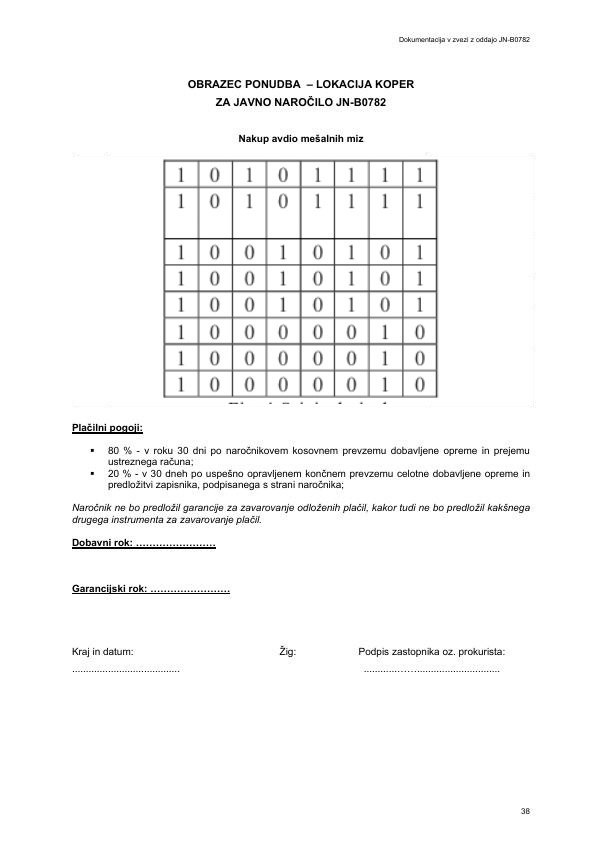 Dokumentacija v zvezi z oddajo JN-B0782
OBRAZEC PONUDBA – LOKACIJA KOPER
ZA JAVNO NAROČILO JN-B0782
Nakup avdio mešalnih miz
1 0 1 0 1 1 1 1
1 0 1 0 1 1 1 1
1 0 0 1 0 1 0 1
1 0 0 1 0 1 0 1
1 0 0 1 0 1 0 1
1 0 0 0 0 0 1 0
1 0 0 0 0 0 1 0
1 0 0 0 0 0 1 0
Plačilni pogoji:
▪ 80 % - v roku 30 dni po naročnikovem kosovnem prevzemu dobavljene opreme in prejemu
ustreznega računa;
▪ 20 % - v 30 dneh po uspešno opravljenem končnem prevzemu celotne dobavljene opreme in
predložitvi zapisnika, podpisanega s strani naročnika;
Naročnik ne bo predložil garancije za zavarovanje odloženih plačil, kakor tudi ne bo predložil kakšnega
drugega instrumenta za zavarovanje plačil.
Dobavni rok: ……………………
Garancijski rok: ……………………
Kraj in datum: Žig: Podpis zastopnika oz. prokurista:
....................................... .................................................
38